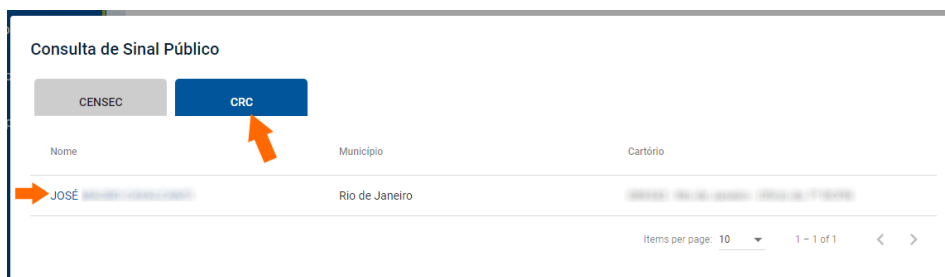 Consulta de Sinal Público
CENSEC CRC
Nome Município Cartório
JOSÉ Rio de Janeiro
Items per page: 10 1 – 1 of 1